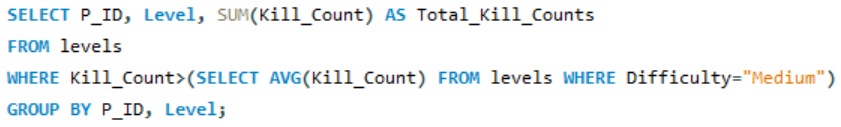 SELECT P_ID, Level, SUM(Kill_Count) AS Total_Kill_Counts
FROM levels
WHERE Kill_Count>(SELECT AVG(Kill_Count) FROM levels WHERE Difficulty="Medium")
GROUP BY P_ID, Level;